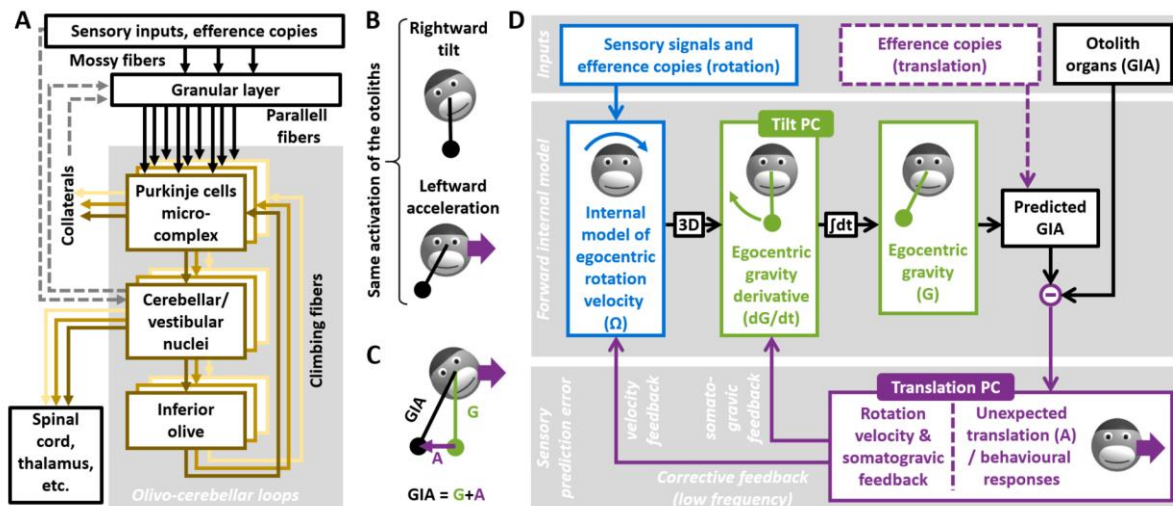 A
Sensory inputs, efference copies
Mossy fibers
Granular layer
Parallell
fibers
Collaterals
Purkinje cells
micro-
complex
Cerebellar/
vestibular
nuclei
Climbing fibers
Inferior
olive
Spinal
cord,
thalamus,
etc.
Olivo-cerebellar loops
B
Same activation of the otoliths
Rightward
tilt
Leftward
acceleration
C
GIA
G
A
GIA = G+A
D
Inputs
Sensory signals and
efference copies (rotation)
Efference copies
(translation)
Otolith
organs (GIA)
Forward internal model
Internal
model of
egocentric
rotation
velocity
(Ω)
3D
Tilt PC
Egocentric
gravity
derivative
(dG/dt)
∫dt
Egocentric
gravity
(G)
Predicted
GIA
−
Sensory
prediction error
velocity
feedback
somato-
gravic
feedback
Corrective feedback
(low frequency)
Translation PC
Rotation
velocity &
somatogravic
feedback
Unexpected
translation (A)
/ behavioural
responses